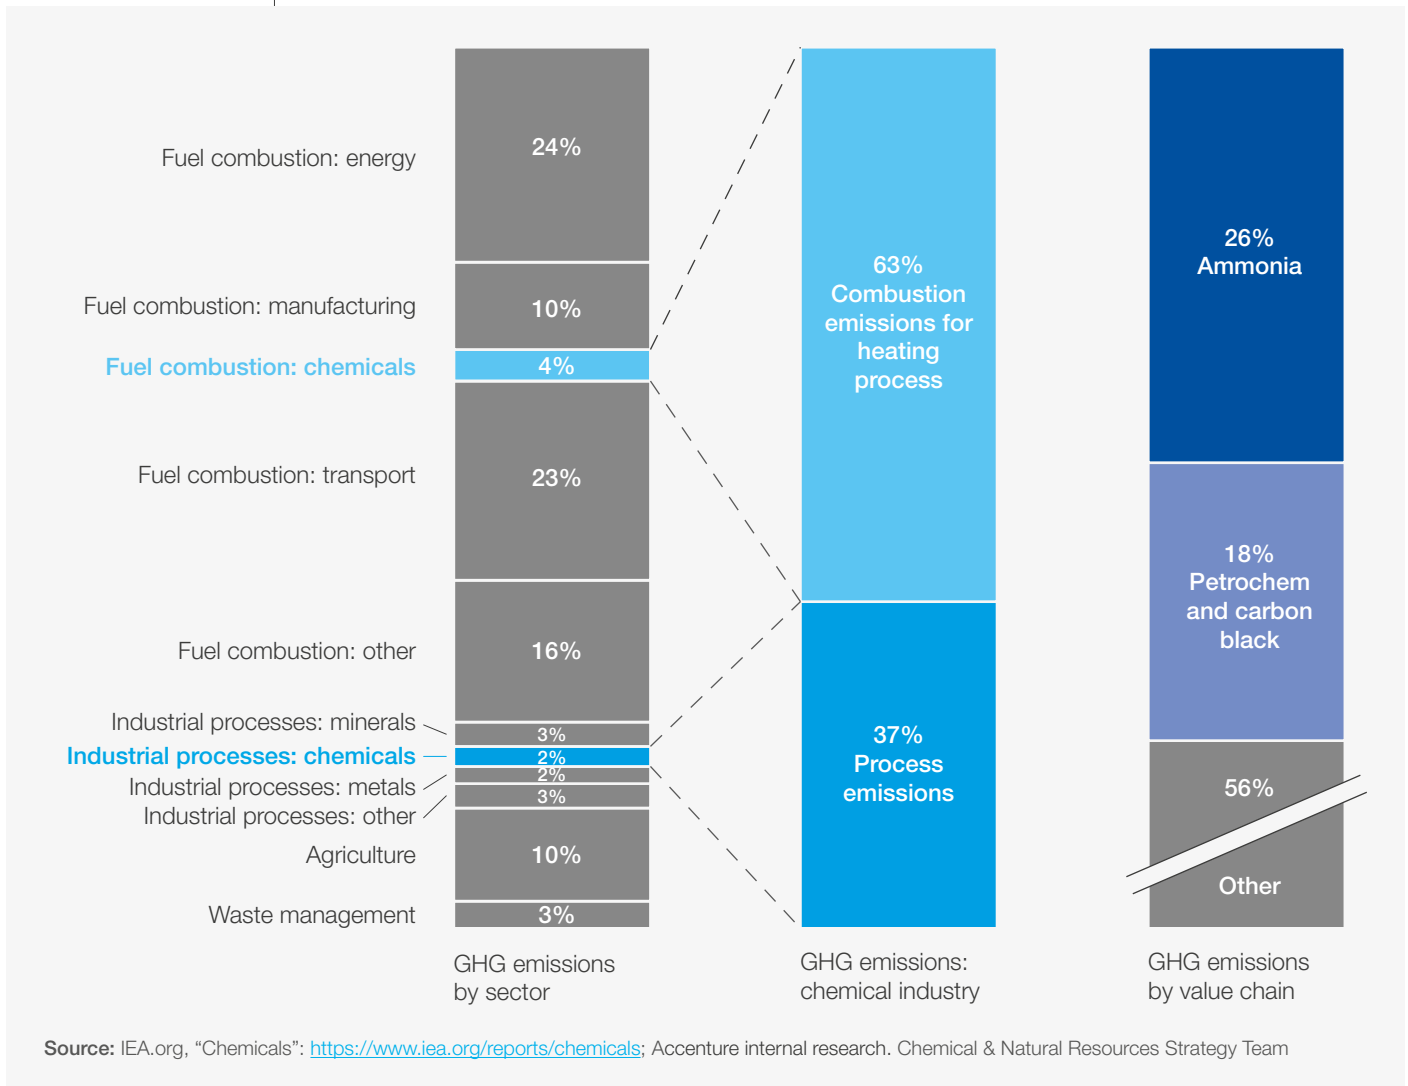 Fuel combustion: energy
24%
Fuel combustion: manufacturing
10%
Fuel combustion: chemicals
4%
Fuel combustion: transport
23%
Fuel combustion: other
16%
Industrial processes: minerals
3%
Industrial processes: chemicals
2%
Industrial processes: metals
2%
Industrial processes: other
3%
Agriculture
10%
Waste management
3%
GHG emissions
by sector
63%
Combustion
emissions for
heating
process
37%
Process
emissions
GHG emissions:
chemical industry
26%
Ammonia
18%
Petrochem
and carbon
black
56%
Other
GHG emissions
by value chain
Source: IEA.org, “Chemicals”: https://www.iea.org/reports/chemicals; Accenture internal research. Chemical & Natural Resources Strategy Team